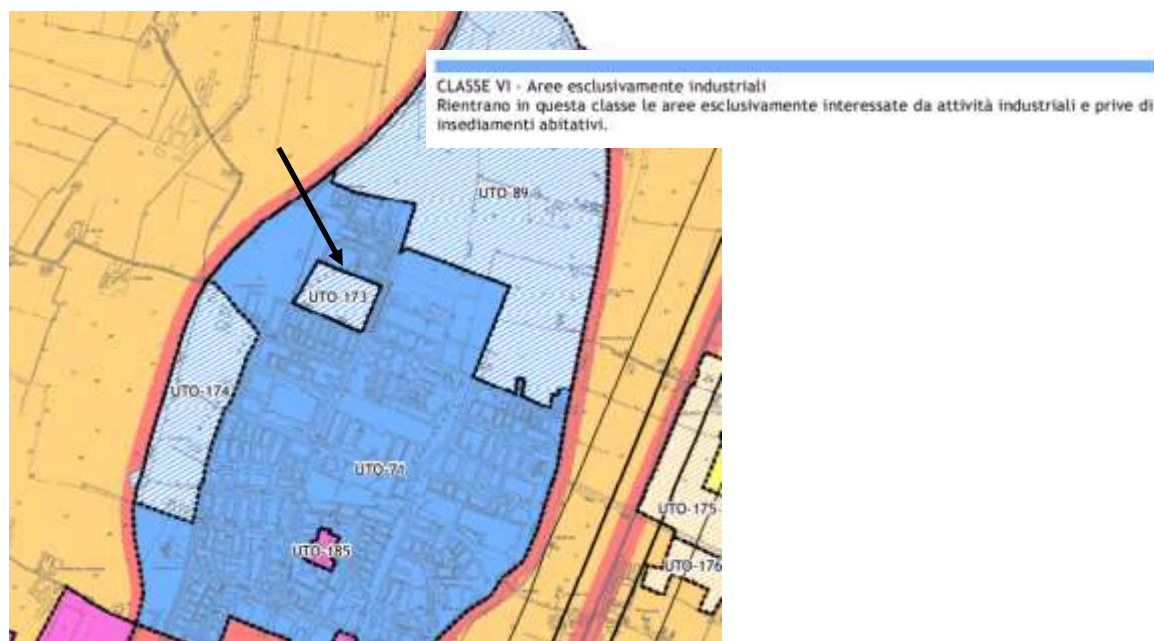 CLASSE VI - Aree esclusivamente industriali
Rientrano in questa classe le aree esclusivamente interessate da attività industriali e prive di
insediamenti abitativi.
UTO-89
UTO-173
UTO-174
UTO-71
UTO-175
UTO-185
UTO-176